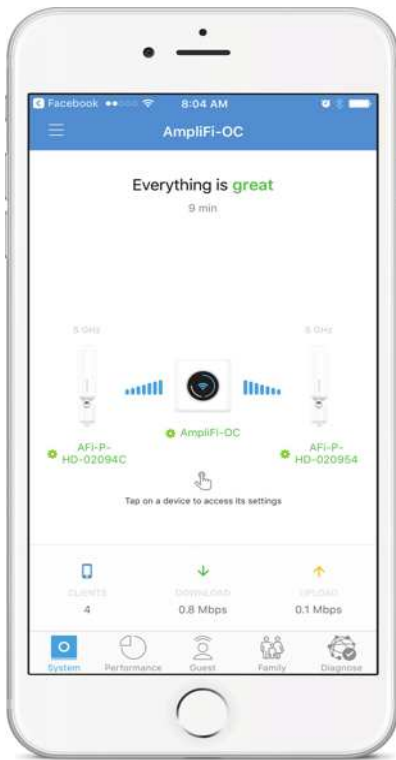 Facebook
8:04 AM
AmpliFi-OC
Everything is great
9 min
5 GHz
5 GHz
AmpliFi-OC
AFi-P-
HD-02094C
AFi-P-
HD-020954
Tap on a device to access its settings
CLIENTS
DOWNLOAD
UPLOAD
4
0.8 Mbps
0.1 Mbps
System
Performance
Guest
Family
Diagnose